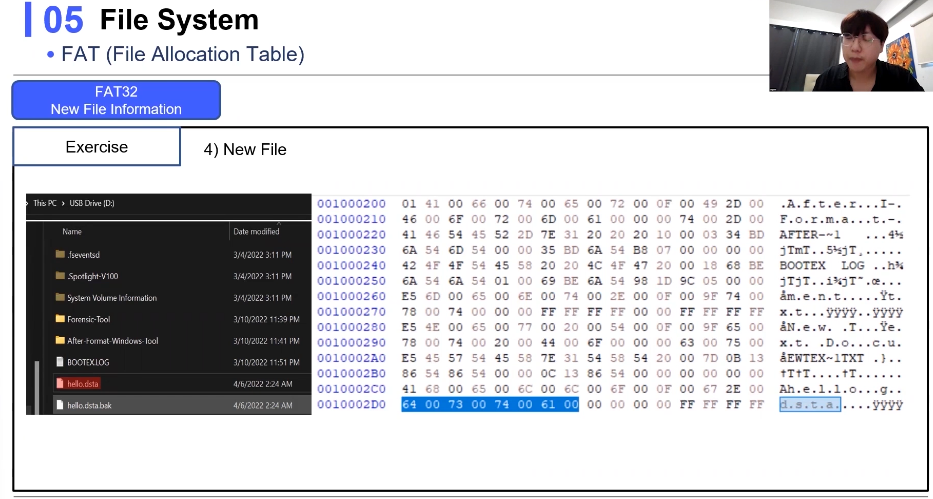 05 File System
• FAT (File Allocation Table)
FAT32
New File Information
Exercise
4) New File
› This PC › USB Drive (D:)
Name Date modified
.fseventsd 3/4/2022 3:11 PM
.Spotlight-V100 3/4/2022 3:11 PM
System Volume Information 3/4/2022 3:11 PM
Forensic-Tool 3/10/2022 11:39 PM
After-Format-Windows-Tool 3/10/2022 11:41 PM
BOOTEX.LOG 3/10/2022 11:51 PM
hello.dsta 4/6/2022 2:24 AM
hello.dsta.bak 4/6/2022 2:24 AM
001000200 01 41 00 66 00 74 00 65 00 72 00 0F 00 49 2D 00 .A.f.t.e.r...I-.
001000210 46 00 6F 00 72 00 6D 00 61 00 00 00 74 00 2D 00 F.o.r.m.a...t.-.
001000220 41 46 54 45 52 2D 7E 31 20 20 20 10 00 03 34 BD AFTER-~1 ...4½
001000230 6A 54 6D 54 00 00 35 BD 6A 54 B8 07 00 00 00 00 jTmT..5½jT¸.....
001000240 42 4F 4F 54 45 58 20 20 4C 4F 47 20 00 18 68 BE BOOTEX LOG ..h¾
001000250 6A 54 6A 54 01 00 69 BE 6A 54 98 1D 9C 05 00 00 jTjT..i¾jT˜.œ...
001000260 E5 6D 00 65 00 6E 00 74 00 2E 00 0F 00 9F 74 00 åm.e.n.t.....Ÿt.
001000270 78 00 74 00 00 00 FF FF FF FF 00 00 FF FF FF FF x.t...ÿÿÿÿ..ÿÿÿÿ
001000280 E5 4E 00 65 00 77 00 20 00 54 00 0F 00 9F 65 00 åN.e.w. .T...Ÿe.
001000290 78 00 74 00 20 00 44 00 6F 00 00 00 63 00 75 00 x.t. .D.o...c.u.
0010002A0 E5 45 57 54 45 58 7E 31 54 58 54 20 00 7D 0B 13 åEWTEX~1TXT .}..
0010002B0 86 54 86 54 00 00 0C 13 86 54 00 00 00 00 00 00 †T†T....†T......
0010002C0 41 68 00 65 00 6C 00 6C 00 6F 00 0F 00 67 2E 00 Ah.e.l.l.o...g..
0010002D0 64 00 73 00 74 00 61 00 00 00 00 00 FF FF FF FF d.s.t.a.....ÿÿÿÿ